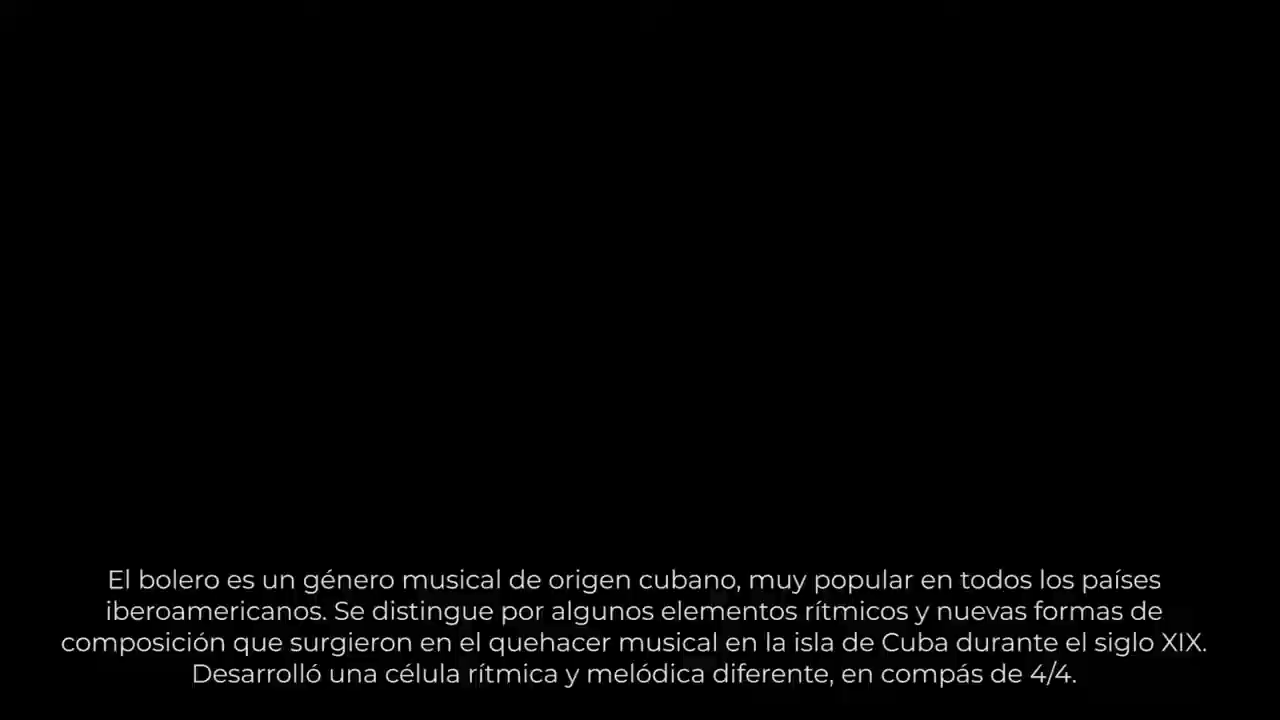 El bolero es un género musical de origen cubano, muy popular en todos los países
iberoamericanos. Se distingue por algunos elementos rítmicos y nuevas formas de
composición que surgieron en el quehacer musical en la isla de Cuba durante el siglo XIX.
Desarrolló una célula rítmica y melódica diferente, en compás de 4/4.